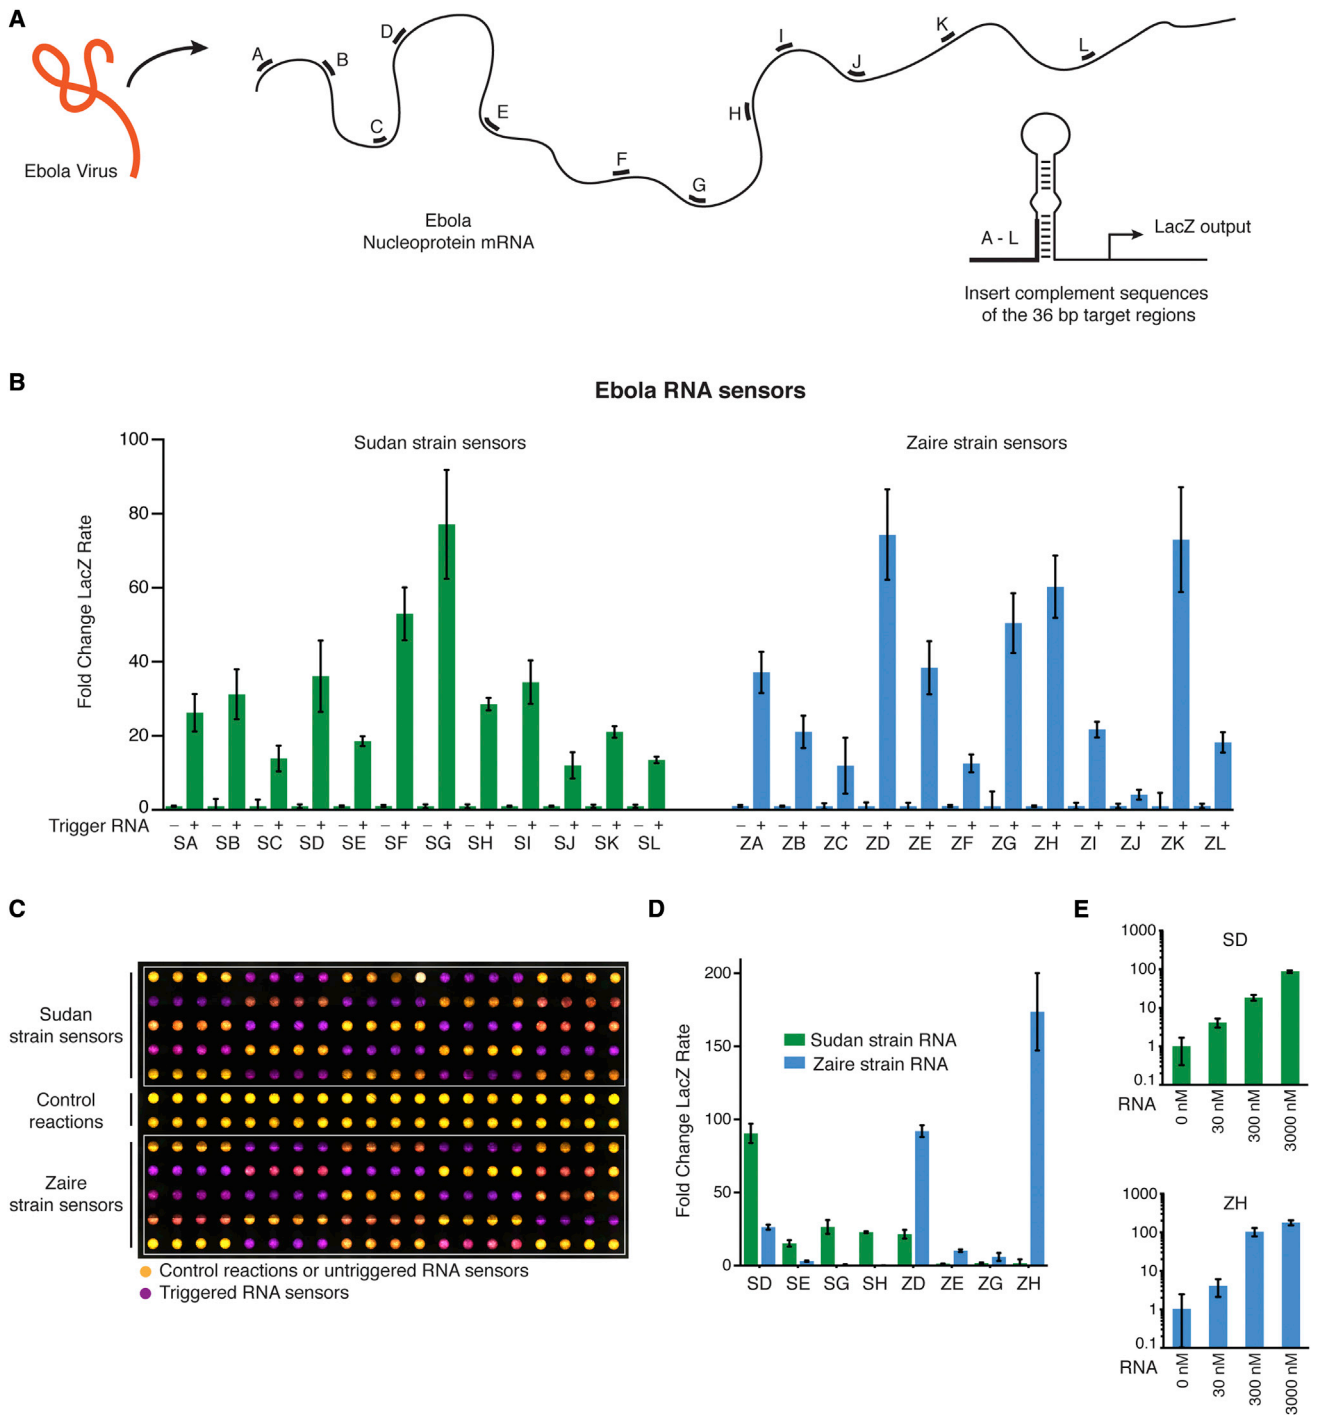 A
Ebola Virus
A
B
C
D
E
F
G
H
I
J
K
L
Ebola
Nucleoprotein mRNA
A - L
LacZ output
Insert complement sequences
of the 36 bp target regions
B
Ebola RNA sensors
Sudan strain sensors
Zaire strain sensors
Fold Change LacZ Rate
100
80
60
40
20
0
Trigger RNA
– + – + – + – + – + – + – + – + – + – + – + – +
– + – + – + – + – + – + – + – + – + – + – + – +
SA SB SC SD SE SF SG SH SI SJ SK SL
ZA ZB ZC ZD ZE ZF ZG ZH ZI ZJ ZK ZL
C
Sudan
strain sensors
Control
reactions
Zaire
strain sensors
Control reactions or untriggered RNA sensors
Triggered RNA sensors
D
Fold Change LacZ Rate
200
150
100
50
0
Sudan strain RNA
Zaire strain RNA
SD SE SG SH ZD ZE ZG ZH
E
SD
1000
100
10
1
0.1
RNA
0 nM
30 nM
300 nM
3000 nM
ZH
1000
100
10
1
0.1
RNA
0 nM
30 nM
300 nM
3000 nM